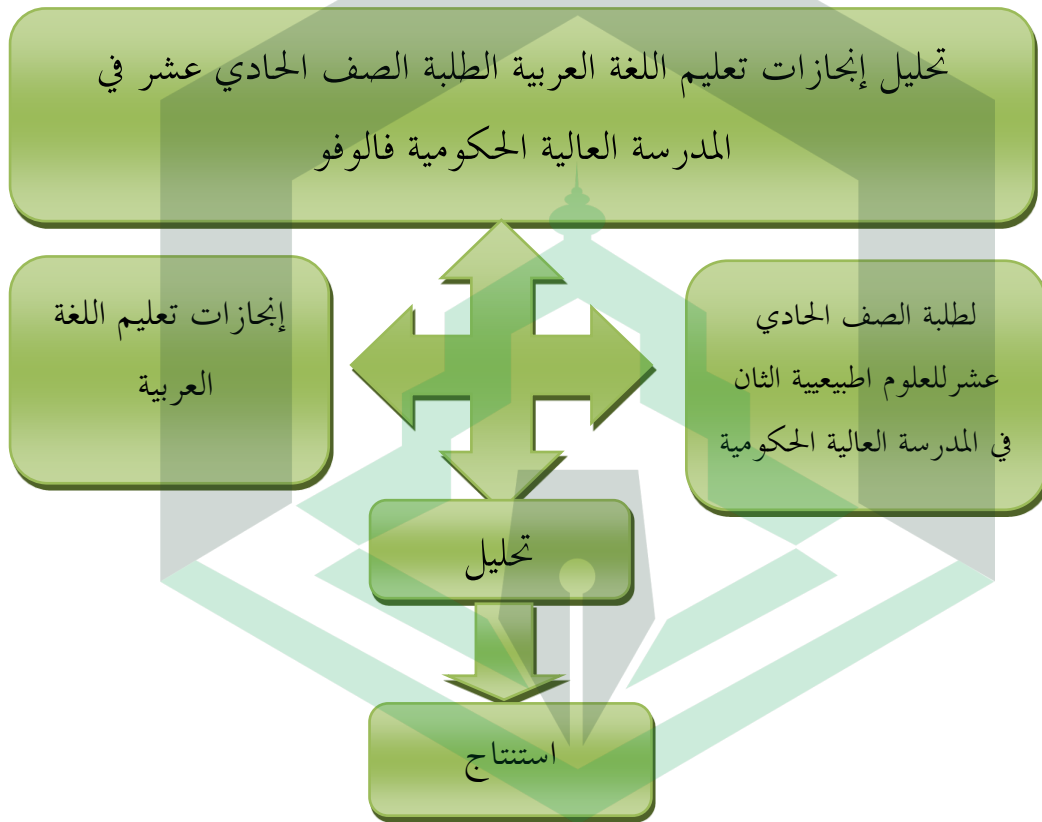 تحليل إنجازات تعليم اللغة العربية الطلبة الصف الحادي عشر في
المدرسة العالية الحكومية فالوفو
لطلبة الصف الحادي
عشرللعلوم اطبيعيية الثان
في المدرسة العالية الحكومية
إنجازات تعليم اللغة
العربية
تحليل
استنتاج